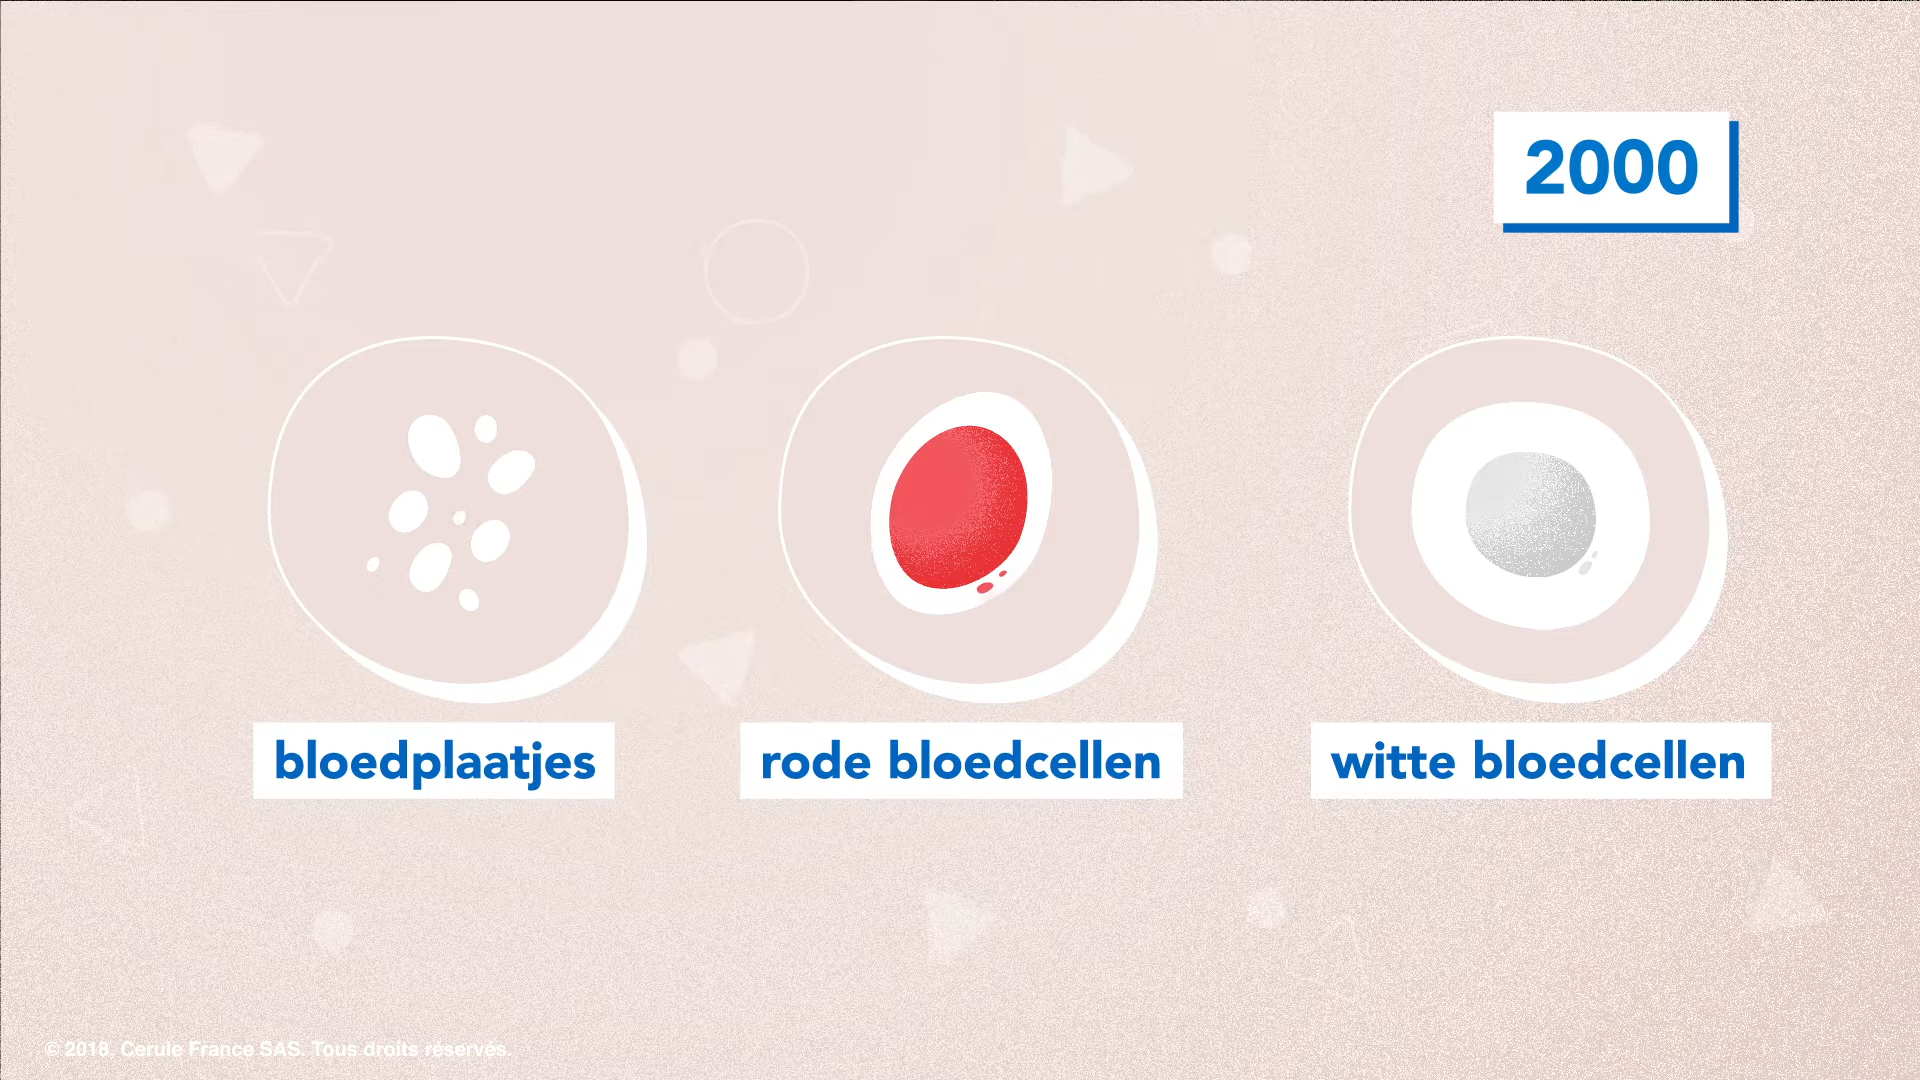 2000
bloedplaatjes
rode bloedcellen
witte bloedcellen
© 2018, Cerule France SAS. Tous droits réservés.